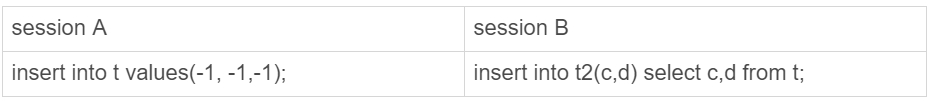 session A
session B
insert into t values(-1, -1,-1);
insert into t2(c,d) select c,d from t;